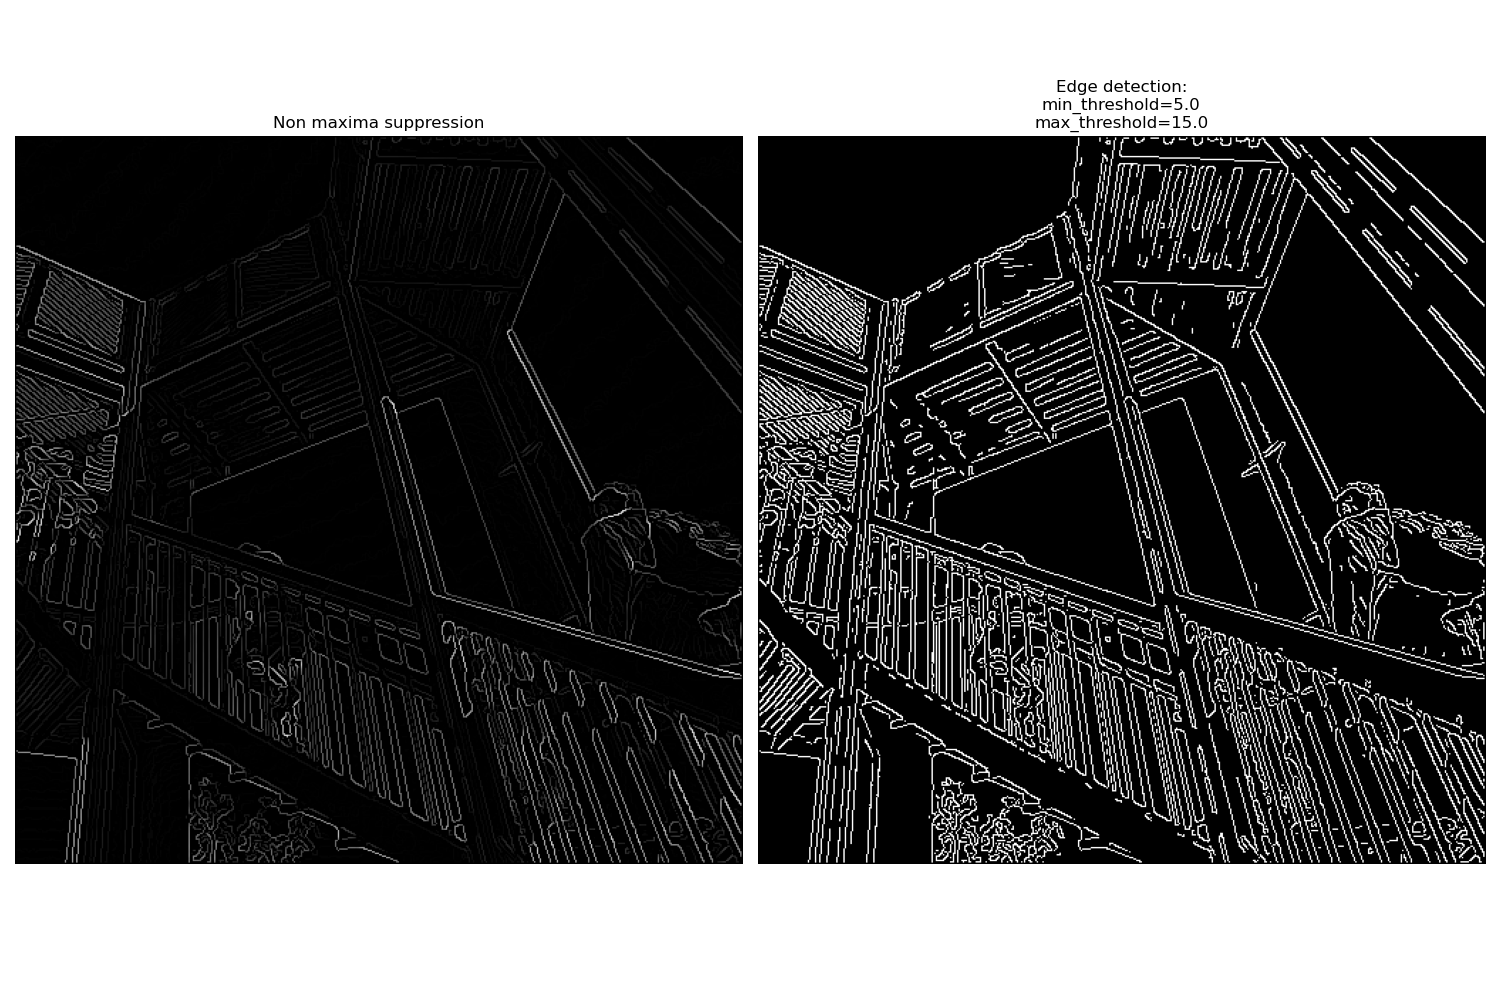 Non maxima suppression
Edge detection:
min_threshold=5.0
max_threshold=15.0